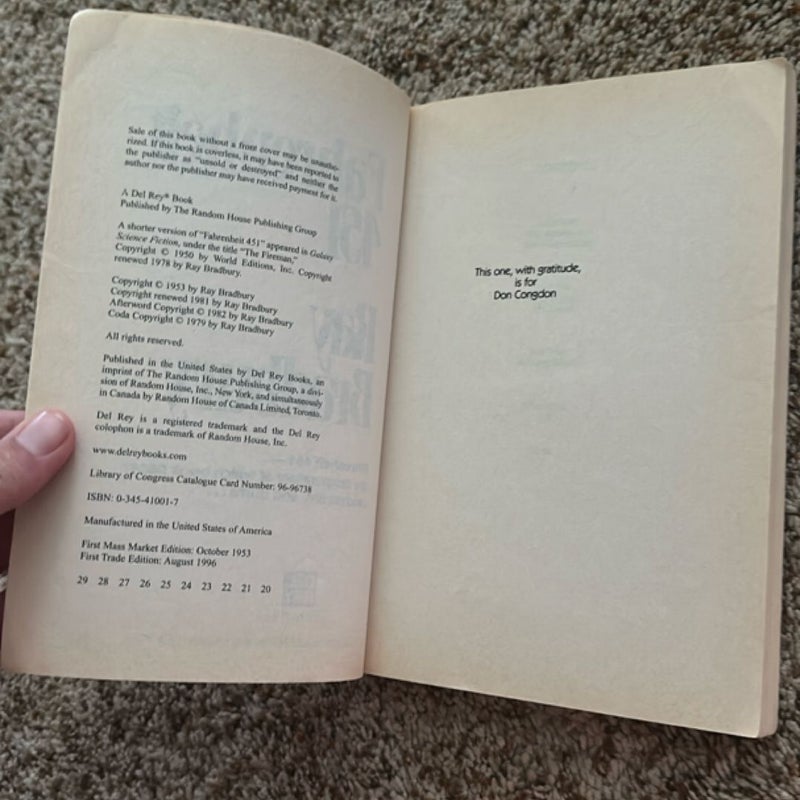 Sale of this book without a front cover may be unautho-
rized. If this book is coverless, it may have been reported to
the publisher as "unsold or destroyed" and neither the
author nor the publisher may have received payment for it.
A Del Rey® Book
Published by The Random House Publishing Group
A shorter version of "Fahrenheit 451" appeared in Galaxy
Science Fiction, under the title "The Fireman,"
Copyright © 1950 by World Editions, Inc. Copyright
renewed 1978 by Ray Bradbury.
Copyright © 1953 by Ray Bradbury
Copyright renewed 1981 by Ray Bradbury
Afterword Copyright © 1982 by Ray Bradbury
Coda Copyright © 1979 by Ray Bradbury
All rights reserved.
Published in the United States by Del Rey Books, an
imprint of The Random House Publishing Group, a divi-
sion of Random House, Inc., New York, and simultaneously
in Canada by Random House of Canada Limited, Toronto.
Del Rey is a registered trademark and the Del Rey
colophon is a trademark of Random House, Inc.
www.delreybooks.com
Library of Congress Catalogue Card Number: 96-96738
ISBN: 0-345-41001-7
Manufactured in the United States of America
First Mass Market Edition: October 1953
First Trade Edition: August 1996
29 28 27 26 25 24 23 22 21 20
This one, with gratitude,
is for
Don Congdon